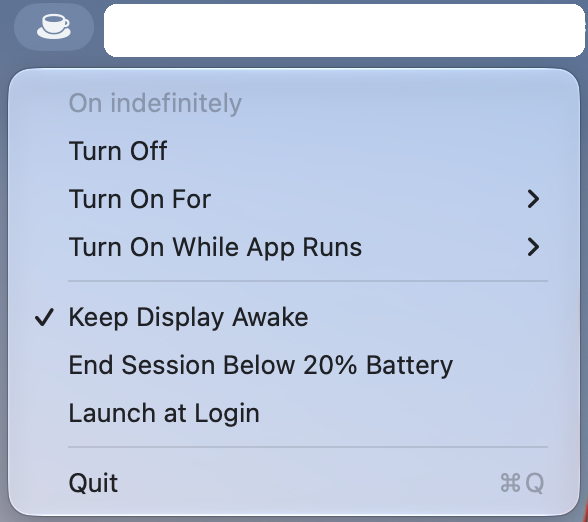 On indefinitely
Turn Off
Turn On For
Turn On While App Runs
Keep Display Awake
End Session Below 20% Battery
Launch at Login
Quit ⌘Q